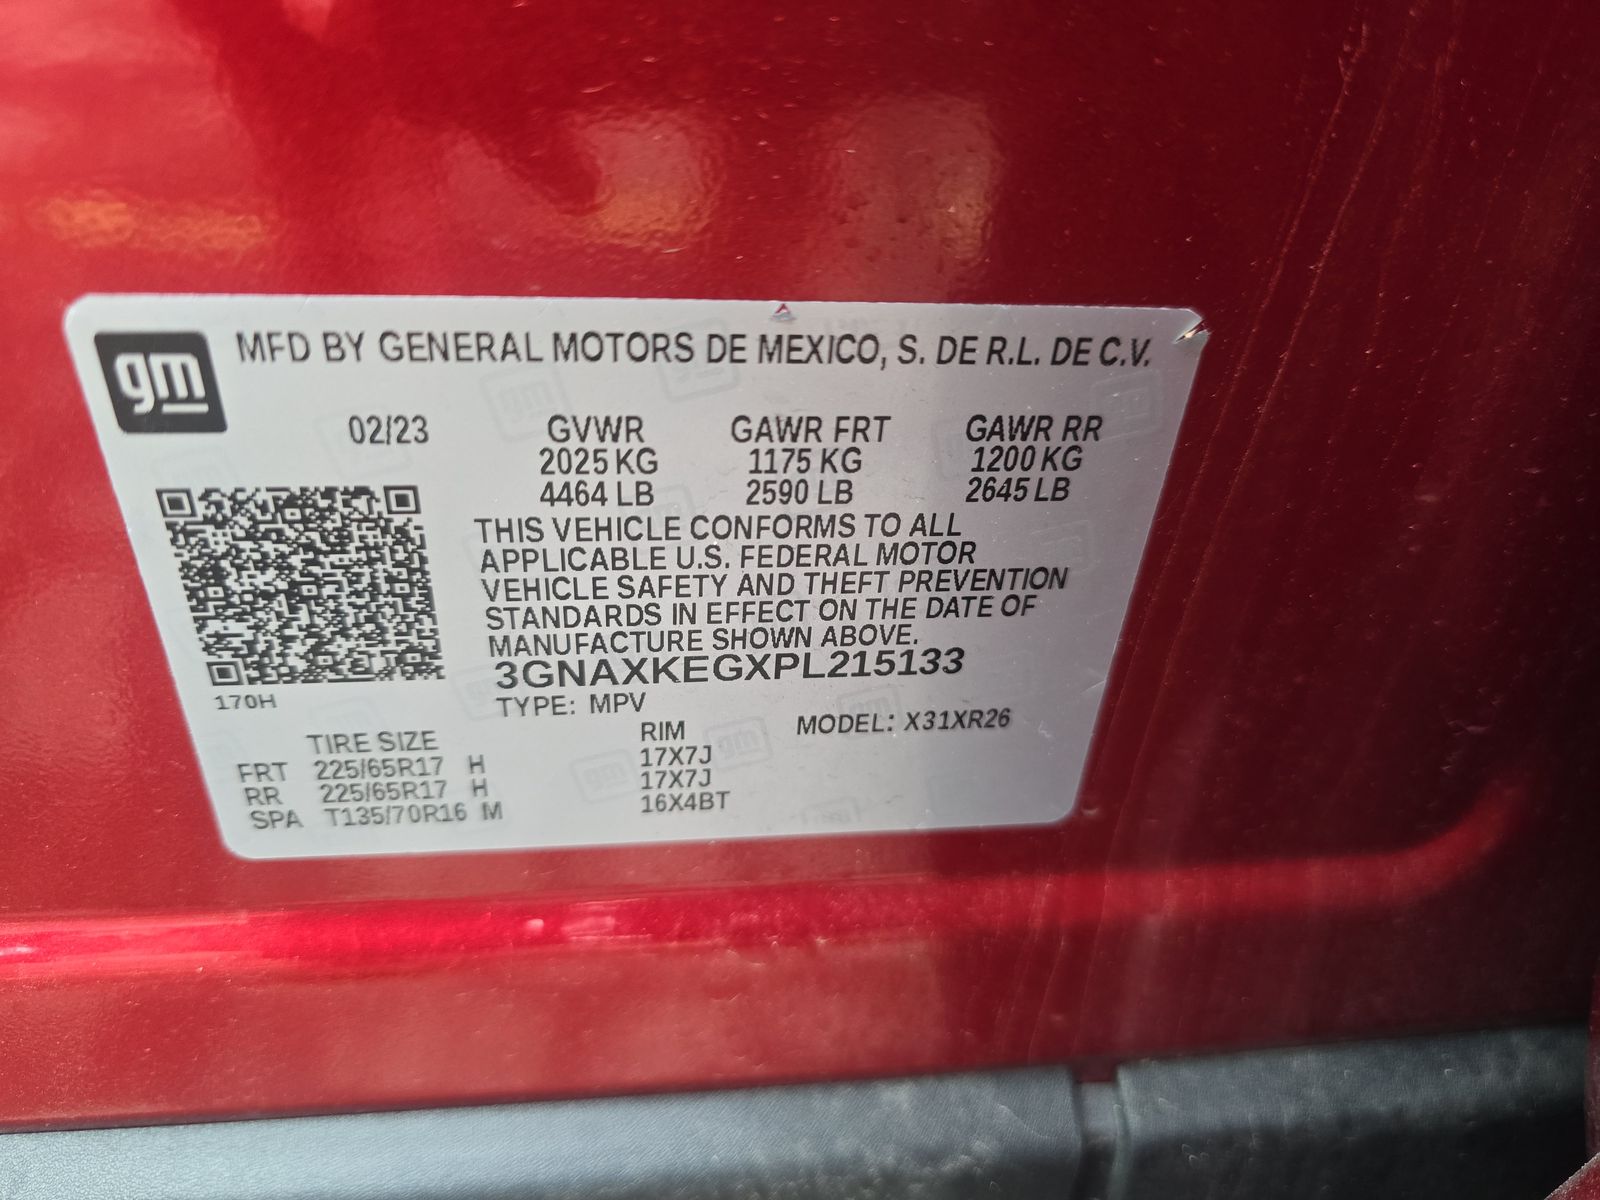 gm
MFD BY GENERAL MOTORS DE MEXICO, S. DE R.L. DE C.V.
02/23 GVWR GAWR FRT GAWR RR
2025 KG 1175 KG 1200 KG
4464 LB 2590 LB 2645 LB
THIS VEHICLE CONFORMS TO ALL
APPLICABLE U.S. FEDERAL MOTOR
VEHICLE SAFETY AND THEFT PREVENTION
STANDARDS IN EFFECT ON THE DATE OF
MANUFACTURE SHOWN ABOVE.
3GNAXKEGXPL215133
170H
TYPE: MPV
MODEL: X31XR26
TIRE SIZE RIM
FRT 225/65R17 H 17X7J
RR 225/65R17 H 17X7J
SPA T135/70R16 M 16X4BT